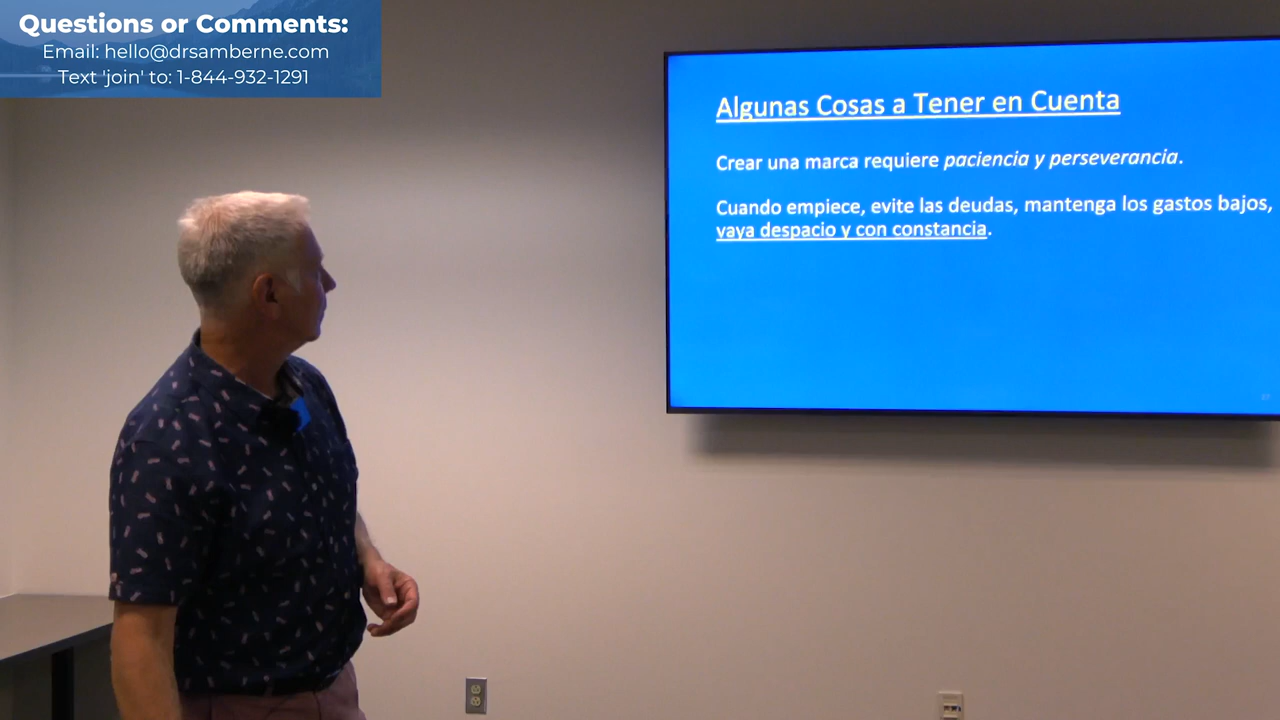 Questions or Comments:
Email: hello@drsamberne.com
Text 'join' to: 1-844-932-1291
Algunas Cosas a Tener en Cuenta
Crear una marca requiere paciencia y perseverancia.
Cuando empiece, evite las deudas, mantenga los gastos bajos,
vaya despacio y con constancia.